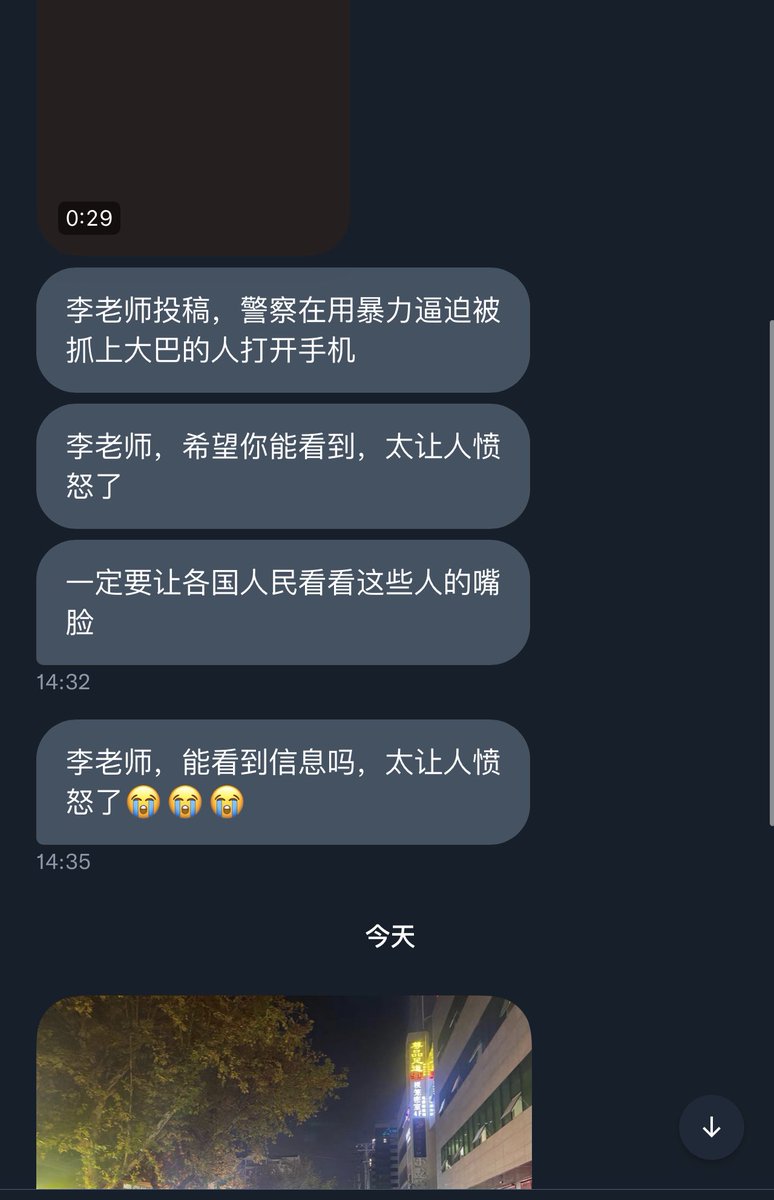 0:29
李老师投稿，警察在用暴力逼迫被
抓上大巴的人打开手机
李老师，希望你能看到，太让人愤
怒了
一定要让各国人民看看这些人的嘴
脸
14:32
李老师，能看到信息吗，太让人愤
怒了😭😭😭
14:35
今天